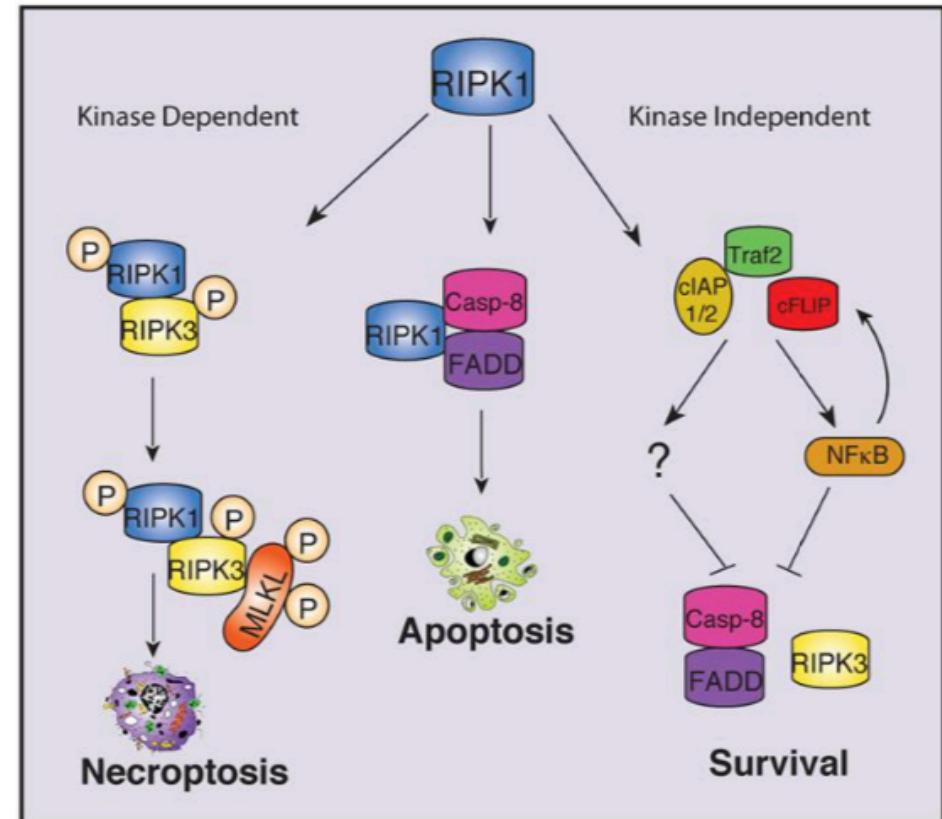 RIPK1
Kinase Dependent
Kinase Independent
P
RIPK1
P
RIPK3
Casp-8
RIPK1
FADD
Traf2
cIAP
1/2
cFLIP
?
NFκB
P
RIPK1
P
RIPK3
P
MLKL
P
Apoptosis
Casp-8
FADD
RIPK3
Necroptosis
Survival